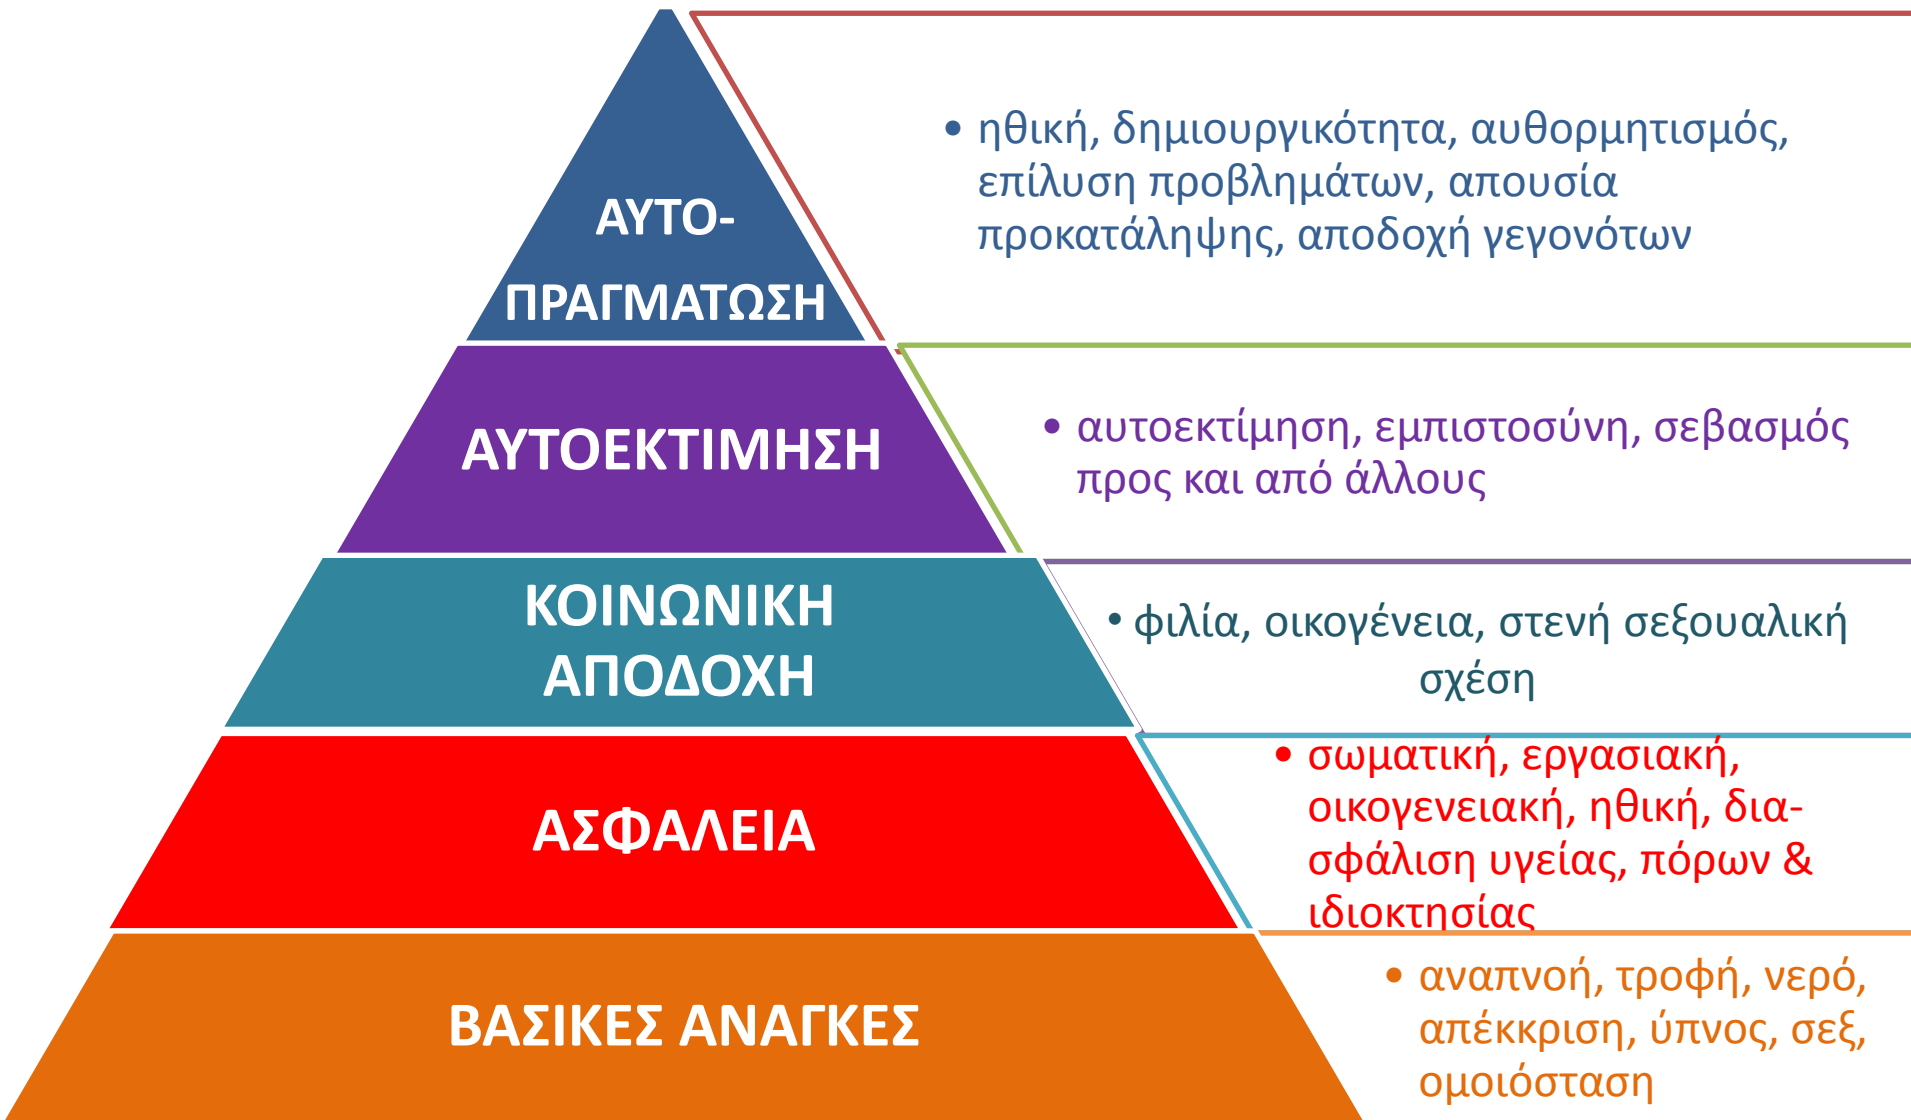 ΑΥΤΟ-
ΠΡΑΓΜΑΤΩΣΗ
• ηθική, δημιουργικότητα, αυθορμητισμός,
επίλυση προβλημάτων, απουσία
προκατάληψης, αποδοχή γεγονότων
ΑΥΤΟΕΚΤΙΜΗΣΗ
• αυτοεκτίμηση, εμπιστοσύνη, σεβασμός
προς και από άλλους
ΚΟΙΝΩΝΙΚΗ
ΑΠΟΔΟΧΗ
• φιλία, οικογένεια, στενή σεξουαλική
σχέση
ΑΣΦΑΛΕΙΑ
• σωματική, εργασιακή,
οικογενειακή, ηθική, δια-
σφάλιση υγείας, πόρων &
ιδιοκτησίας
ΒΑΣΙΚΕΣ ΑΝΑΓΚΕΣ
• αναπνοή, τροφή, νερό,
απέκκριση, ύπνος, σεξ,
ομοιόσταση